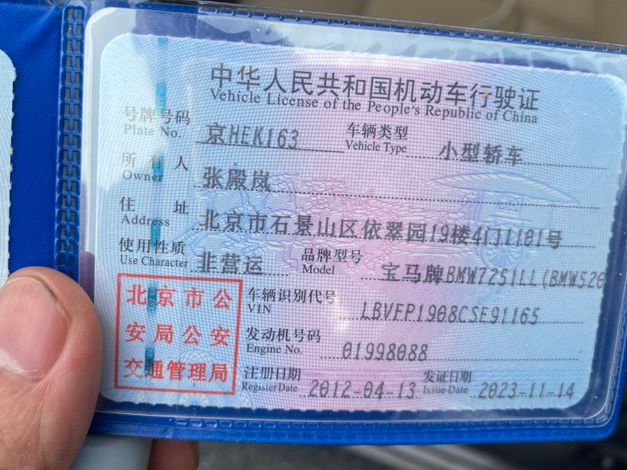 中华人民共和国机动车行驶证
Vehicle License of the People's Republic of China
号牌号码 京HEK163 车辆类型 小型轿车
Plate No. Vehicle Type
所有人 张殿岚
Owner
住址 北京市石景山区依翠园19楼4门1101号
Address
使用性质 非营运 品牌型号 宝马牌BMW7251LL(BMW526
Use Character Model
北京市公
安局公安
交通管理局
车辆识别代号 LBVFP1908CSE91165
VIN
发动机号码 01998088
Engine No.
注册日期 2012-04-13 发证日期 2023-11-14
Register Date Issue Date